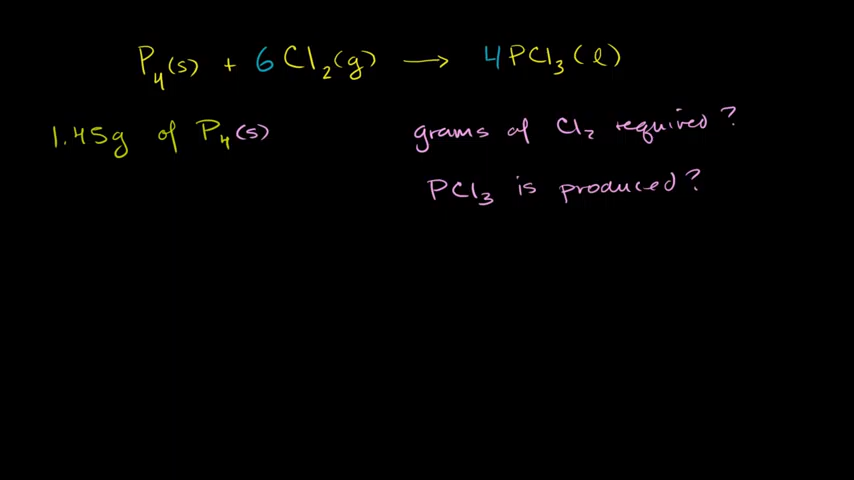 P₄(s) + 6Cl₂(g) → 4PCl₃(l)
1.45g of P₄(s) grams of Cl₂ required?
PCl₃ is produced?